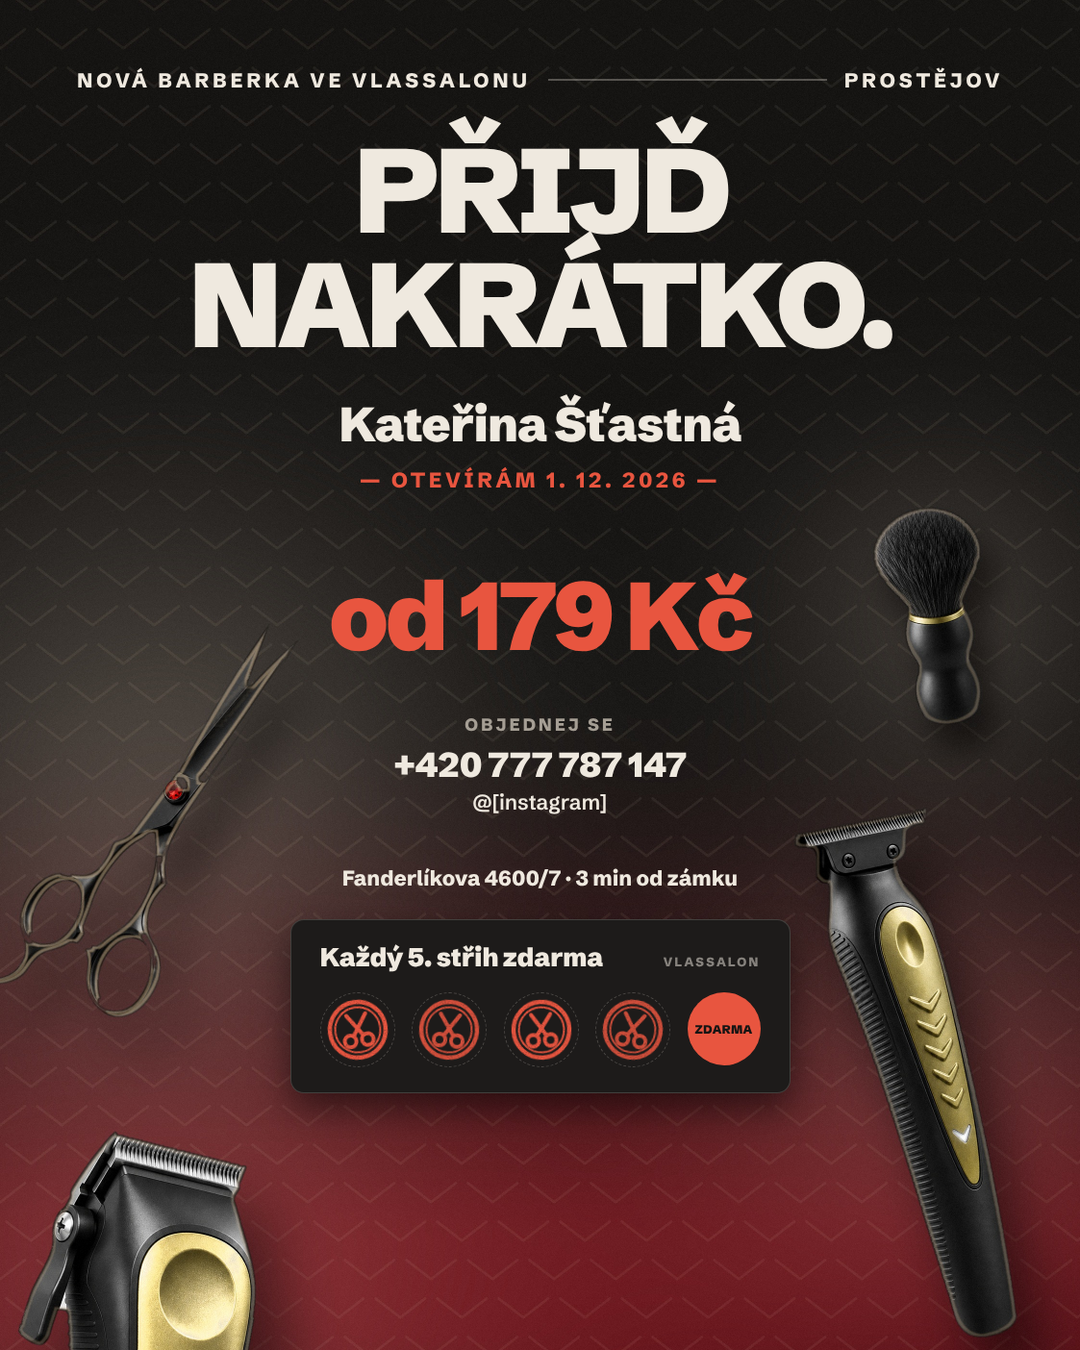 NOVÁ BARBERKA VE VLASSALONU PROSTĚJOV
PŘIJĎ
NAKRÁTKO.
Kateřina Šťastná
— OTEVÍRÁM 1. 12. 2026 —
od 179 Kč
OBJEDNEJ SE
+420 777 787 147
@[instagram]
Fanderlíkova 4600/7 · 3 min od zámku
Každý 5. střih zdarma VLASSALON
ZDARMA